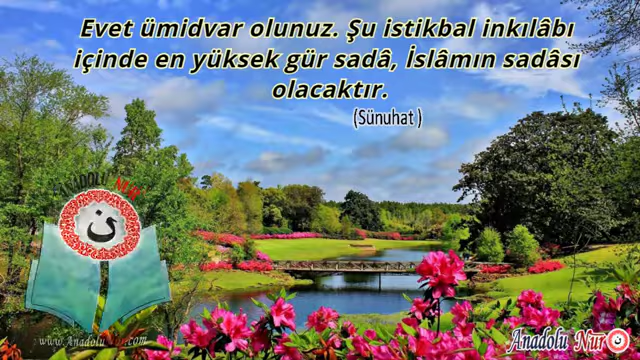 Evet ümidvar olunuz. Şu istikbal inkılâbı
içinde en yüksek gür sadâ, İslâmın sadâsı
olacaktır.
(Sünuhat )
ANADOLU NUR
ن
www.AnadoluNur.com
Anadolu Nur